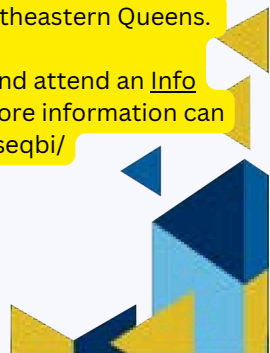 theastern Queens.
nd attend an Info
ore information can
seqbi/